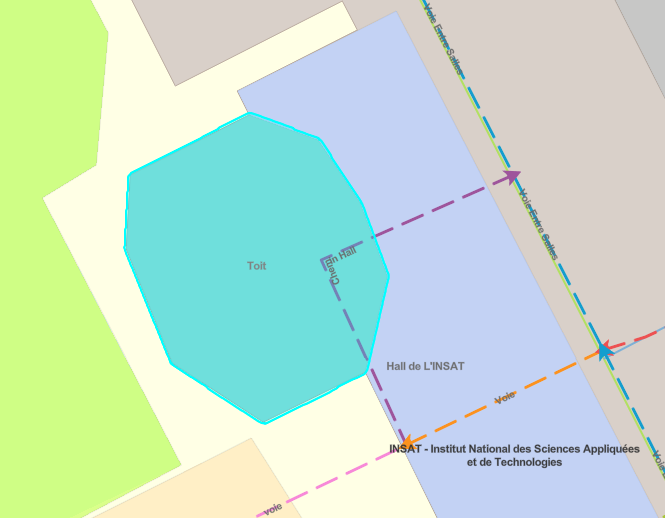 Voie Entre Salles
Voie Entre Salles
Chemin Hall
Toit
Hall de L'INSAT
Voie
INSAT - Institut National des Sciences Appliquées
et de Technologies
voie